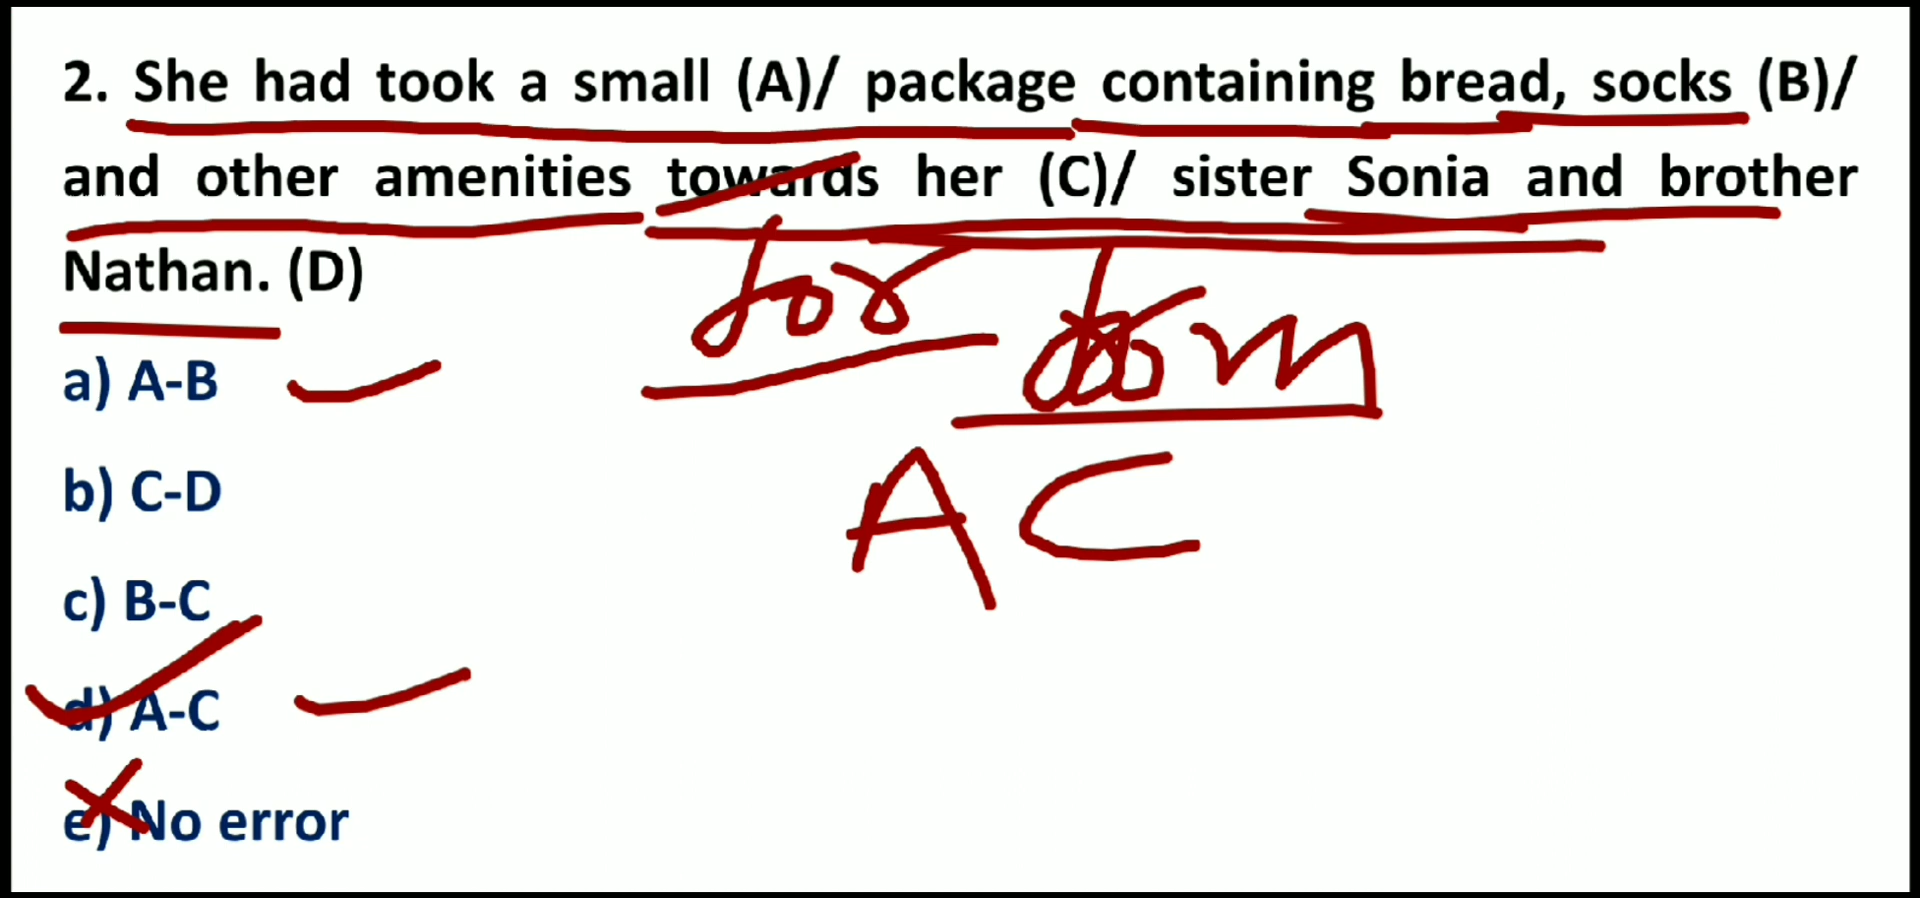 2. She had took a small (A)/ package containing bread, socks (B)/
and other amenities towards her (C)/ sister Sonia and brother
Nathan. (D)
for
from
a) A-B
A C
b) C-D
c) B-C
d) A-C
e) No error